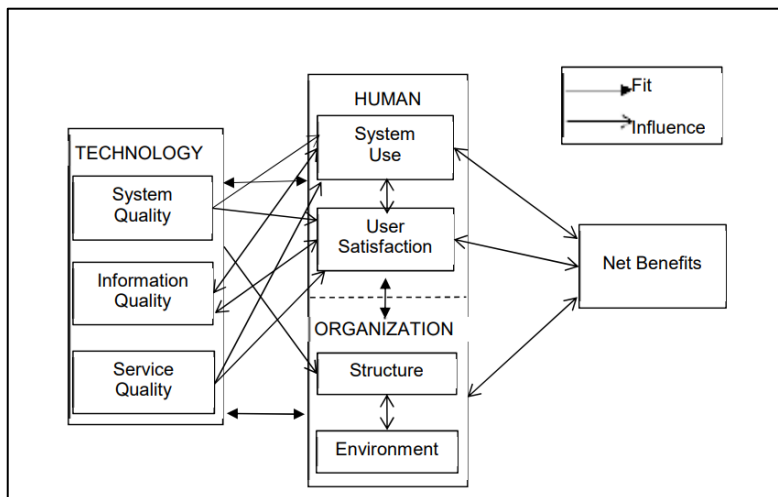 TECHNOLOGY
System
Quality
Information
Quality
Service
Quality
HUMAN
System
Use
User
Satisfaction
ORGANIZATION
Structure
Environment
Fit
Influence
Net Benefits